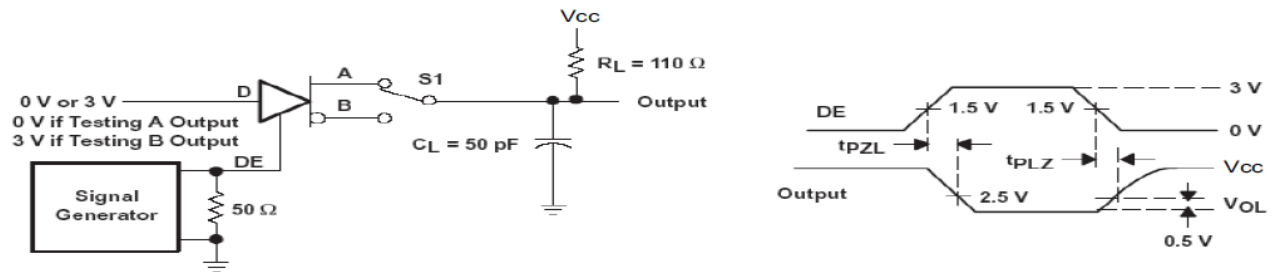 Vcc
RL = 110 Ω
A
S1
D
0 V or 3 V
B
Output
0 V if Testing A Output
3 V if Testing B Output
CL = 50 pF
DE
Signal
Generator
50 Ω
3 V
DE
1.5 V
1.5 V
0 V
tPZL
tPLZ
Vcc
Output
2.5 V
VOL
0.5 V